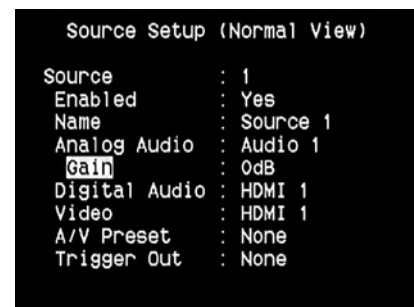 Source Setup (Normal View)
Source : 1
Enabled : Yes
Name : Source 1
Analog Audio : Audio 1
Gain : 0dB
Digital Audio : HDMI 1
Video : HDMI 1
A/V Preset : None
Trigger Out : None